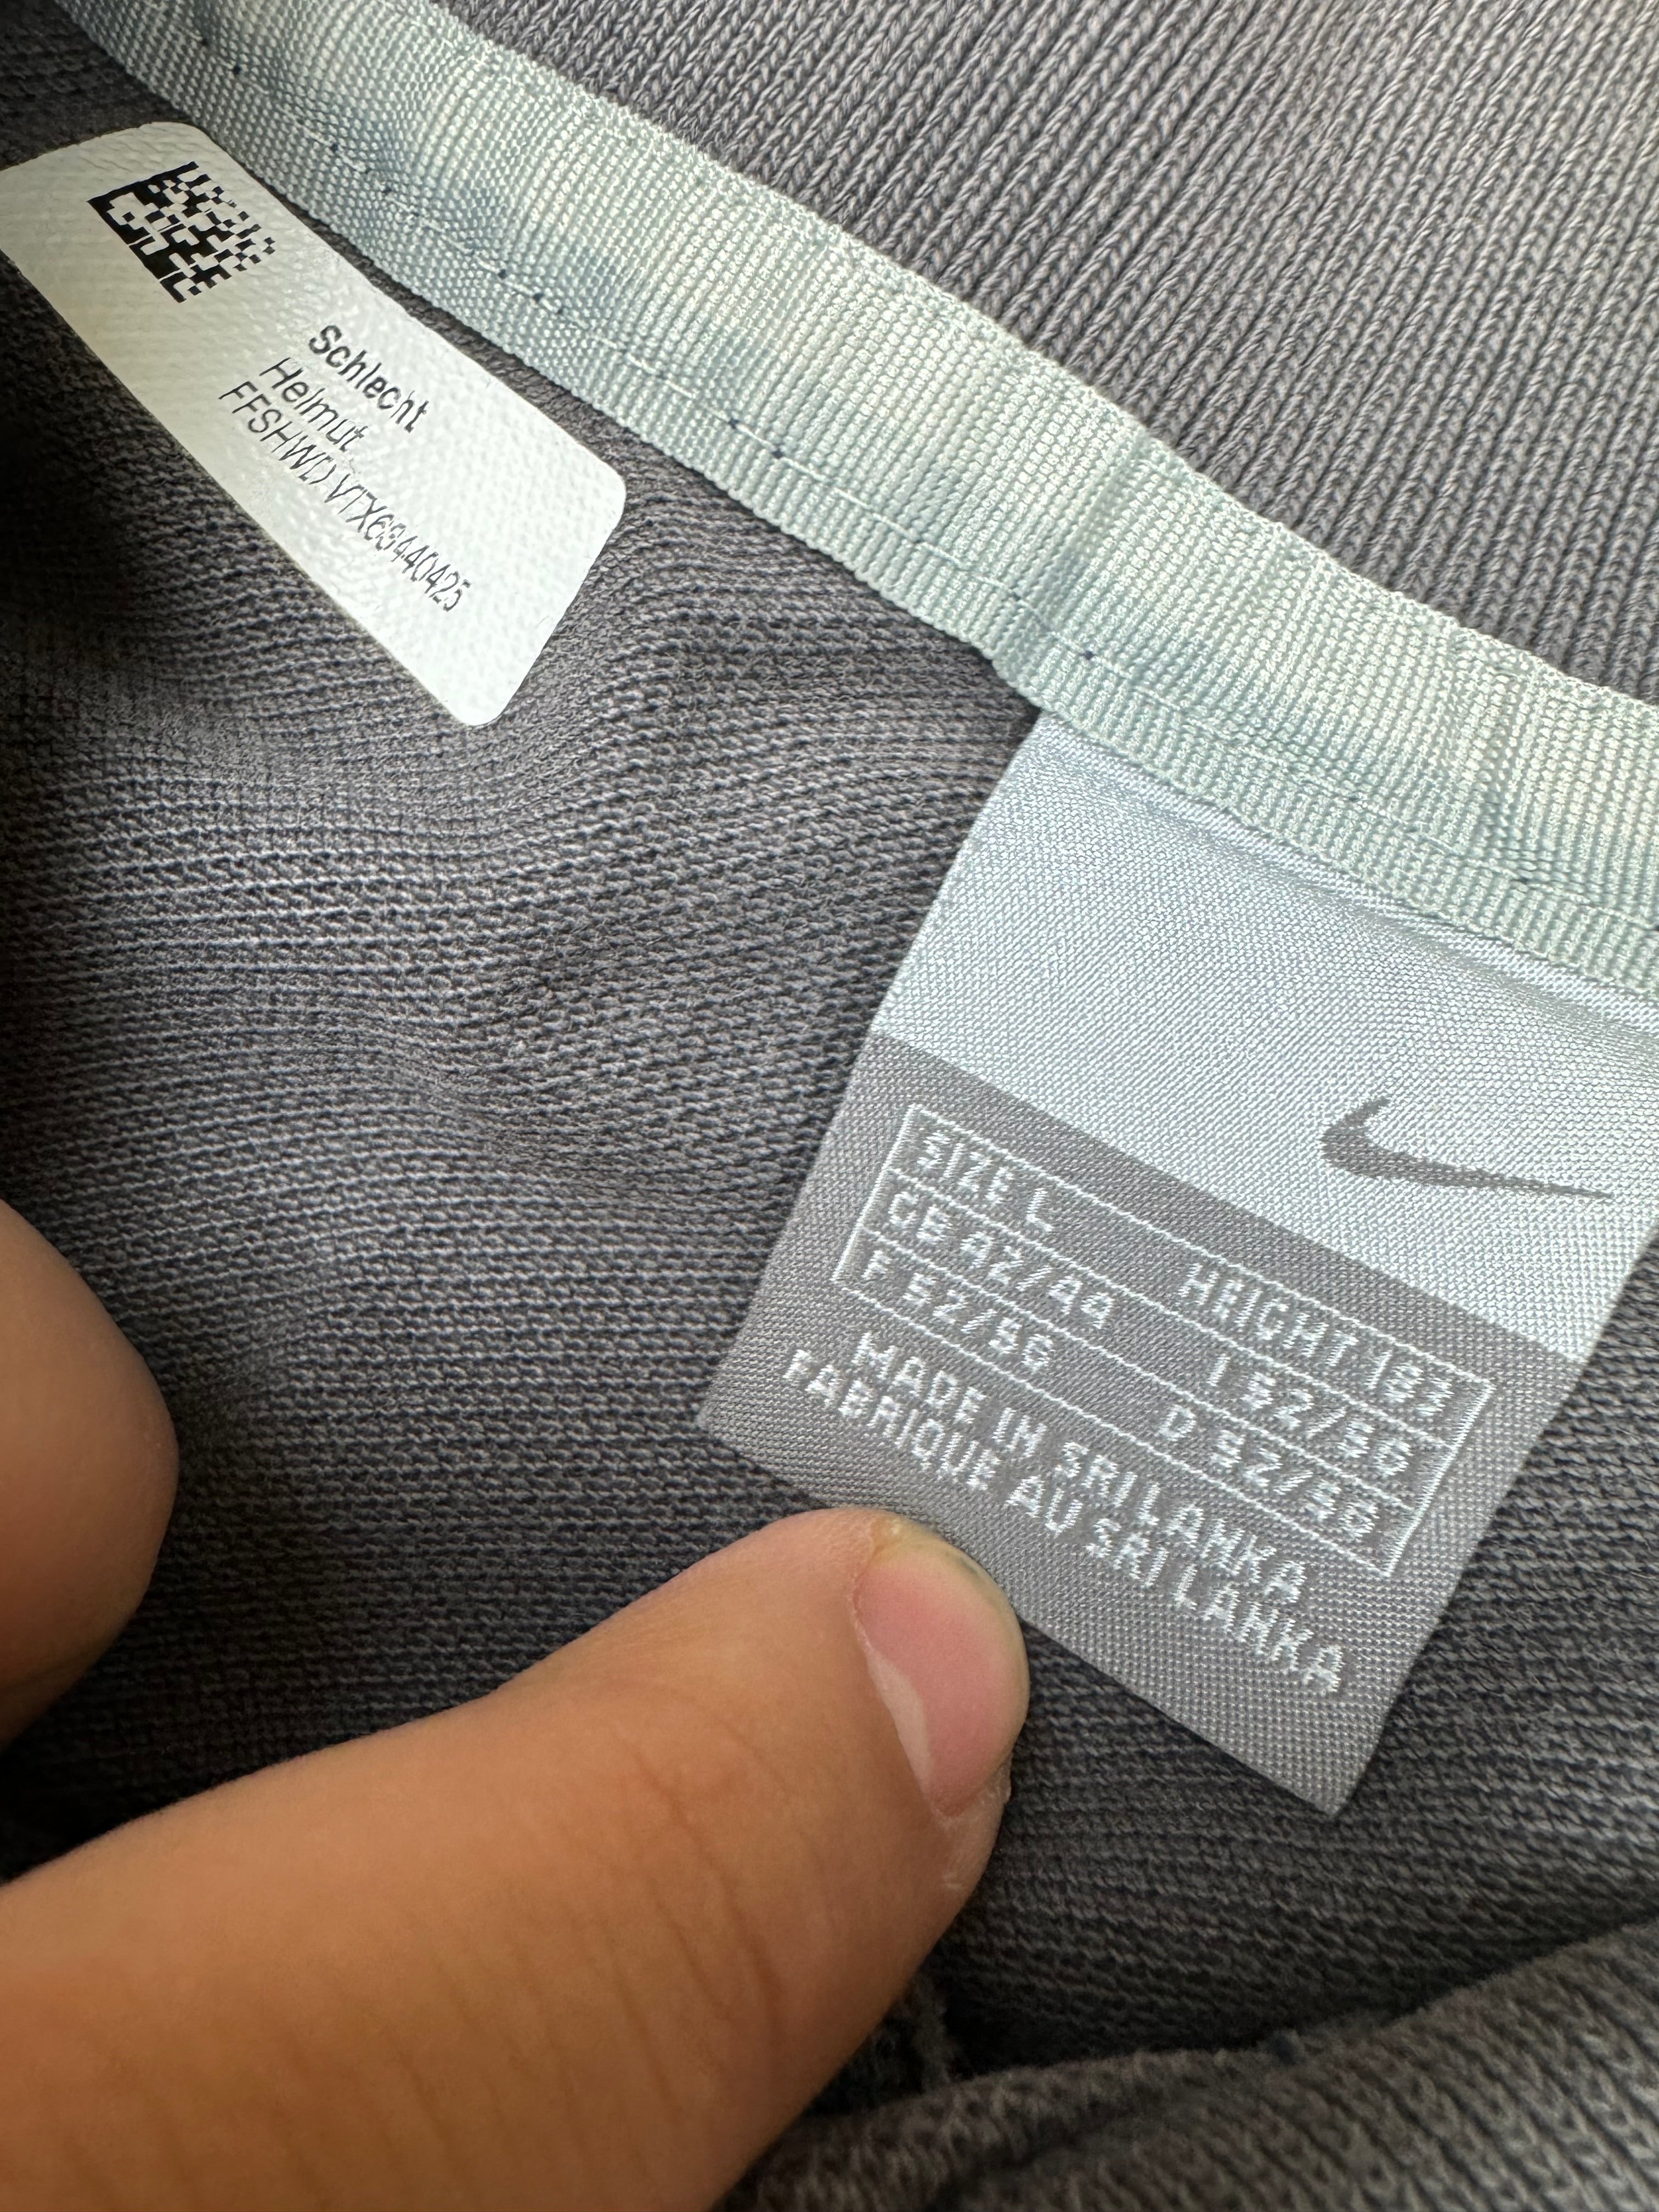 Schlecht
Helmut
FFSHWD VITX69440425
SIZE L HEIGHT 183
GB 42/44 I 52/56
F 52/56 D 52/56
MADE IN SRI LANKA
FABRIQUE AU SRI LANKA